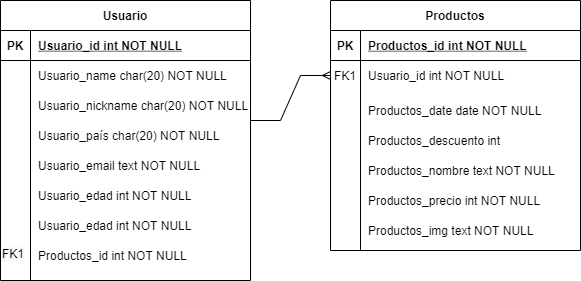 Usuario
PK Usuario_id int NOT NULL
Usuario_name char(20) NOT NULL
Usuario_nickname char(20) NOT NULL
Usuario_país char(20) NOT NULL
Usuario_email text NOT NULL
Usuario_edad int NOT NULL
Usuario_edad int NOT NULL
FK1 Productos_id int NOT NULL
Productos
PK Productos_id int NOT NULL
FK1 Usuario_id int NOT NULL
Productos_date date NOT NULL
Productos_descuento int
Productos_nombre text NOT NULL
Productos_precio int NOT NULL
Productos_img text NOT NULL